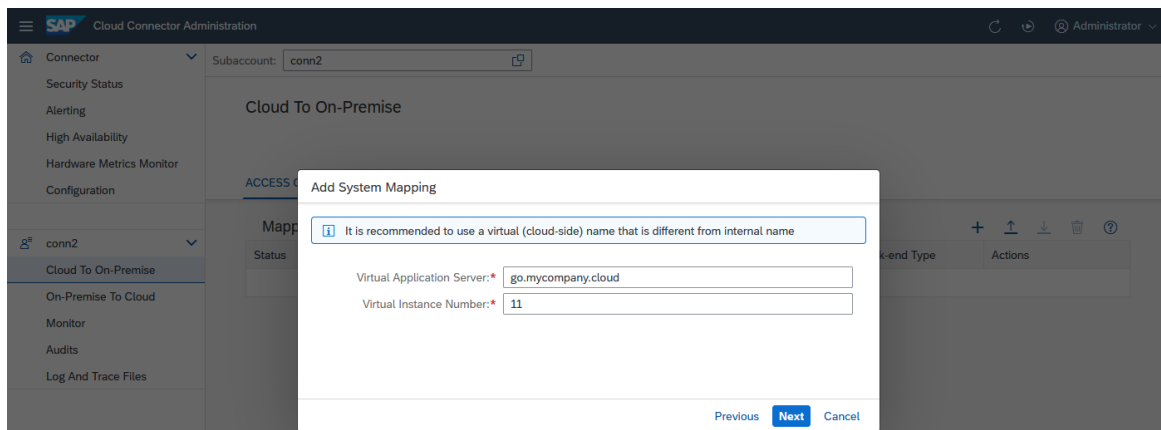 SAP Cloud Connector Administration
Administrator
Connector
Security Status
Alerting
High Availability
Hardware Metrics Monitor
Configuration
conn2
Cloud To On-Premise
On-Premise To Cloud
Monitor
Audits
Log And Trace Files
Subaccount: conn2
Cloud To On-Premise
ACCESS
Mapp
Status
k-end Type
Actions
Add System Mapping
It is recommended to use a virtual (cloud-side) name that is different from internal name
Virtual Application Server:* go.mycompany.cloud
Virtual Instance Number:* 11
Previous Next Cancel